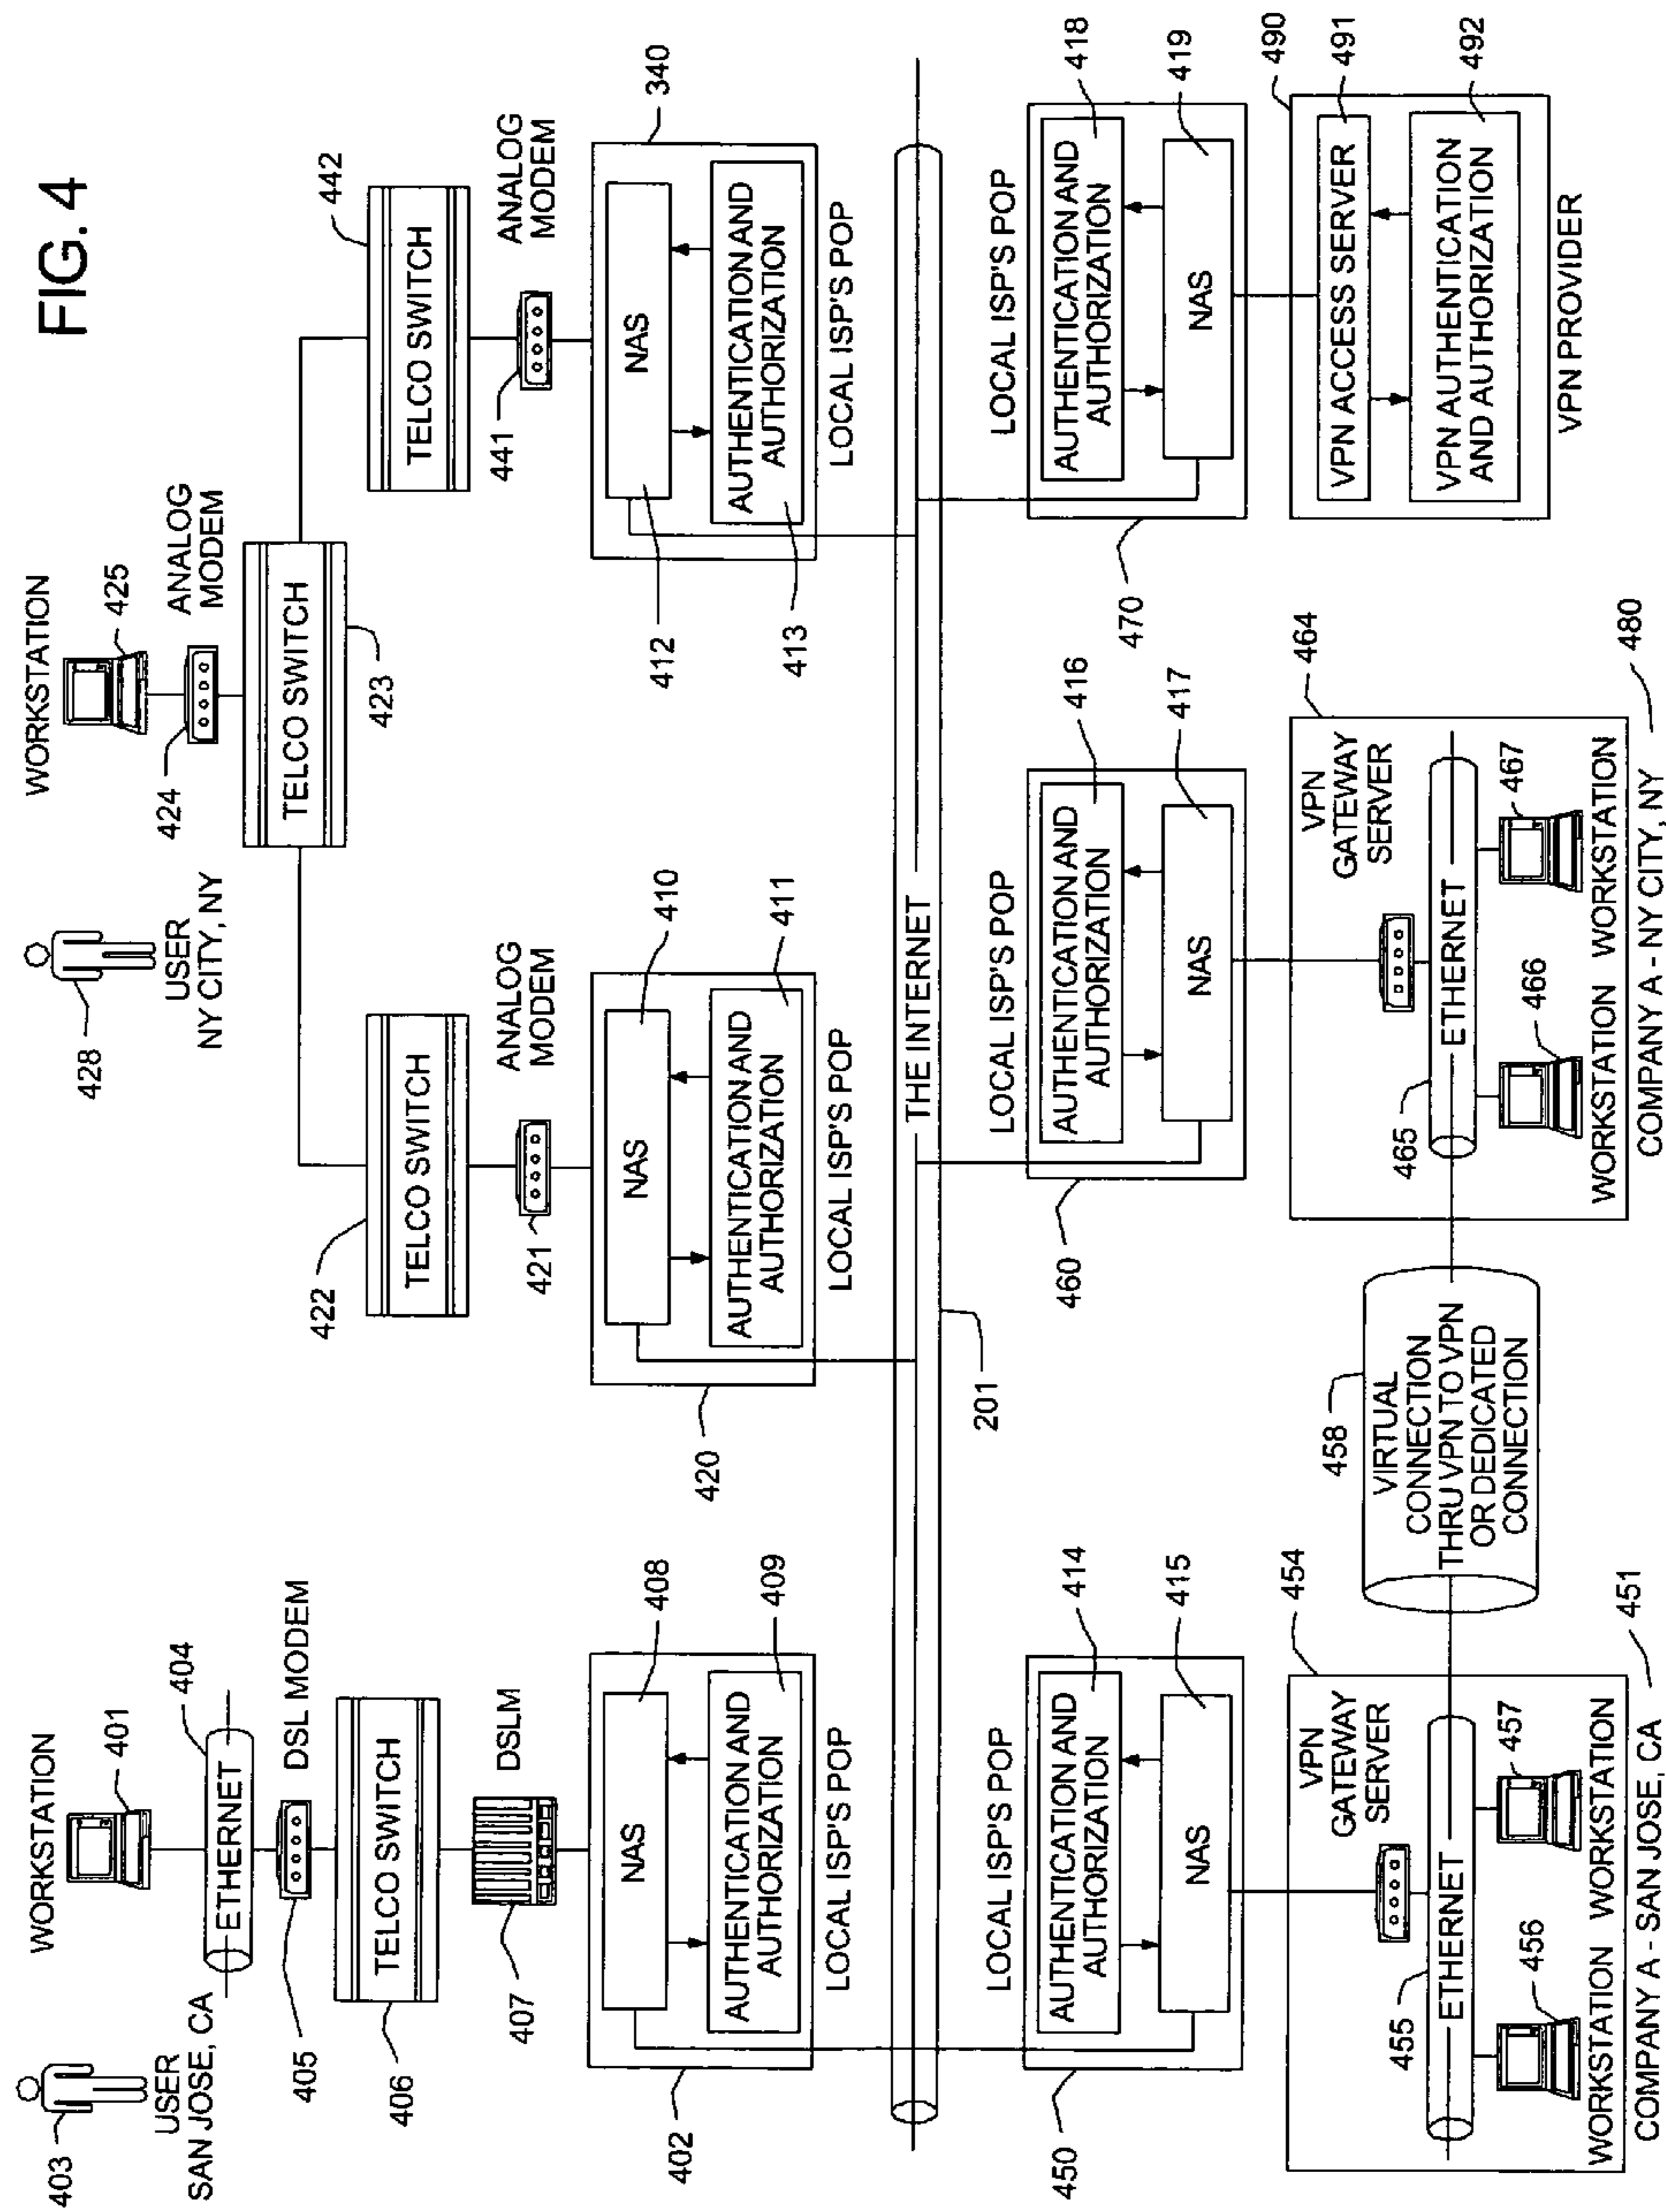 FIG. 4
403
USER
SAN JOSE, CA
WORKSTATION
401
404
ETHERNET
DSL MODEM
405
TELCO SWITCH
406
DSLM
407
NAS
408
AUTHENTICATION AND
AUTHORIZATION
409
402
LOCAL ISP'S POP
428
USER
NY CITY, NY
WORKSTATION
425
ANALOG
MODEM
424
TELCO SWITCH
423
TELCO SWITCH
422
ANALOG
MODEM
421
NAS
410
AUTHENTICATION AND
AUTHORIZATION
411
420
LOCAL ISP'S POP
TELCO SWITCH
442
ANALOG
MODEM
441
340
NAS
412
AUTHENTICATION AND
AUTHORIZATION
413
LOCAL ISP'S POP
THE INTERNET
201
LOCAL ISP'S POP
AUTHENTICATION AND
AUTHORIZATION
414
NAS
415
450
LOCAL ISP'S POP
AUTHENTICATION AND
AUTHORIZATION
416
NAS
417
460
LOCAL ISP'S POP
AUTHENTICATION AND
AUTHORIZATION
418
NAS
419
470
454
VPN
GATEWAY
SERVER
455
ETHERNET
456
457
WORKSTATION WORKSTATION
COMPANY A - SAN JOSE, CA
451
458
VIRTUAL
CONNECTION
THRU VPN TO VPN
OR DEDICATED
CONNECTION
464
VPN
GATEWAY
SERVER
465
ETHERNET
466
467
WORKSTATION WORKSTATION
COMPANY A - NY CITY, NY
480
490
VPN ACCESS SERVER
491
VPN AUTHENTICATION
AND AUTHORIZATION
492
VPN PROVIDER